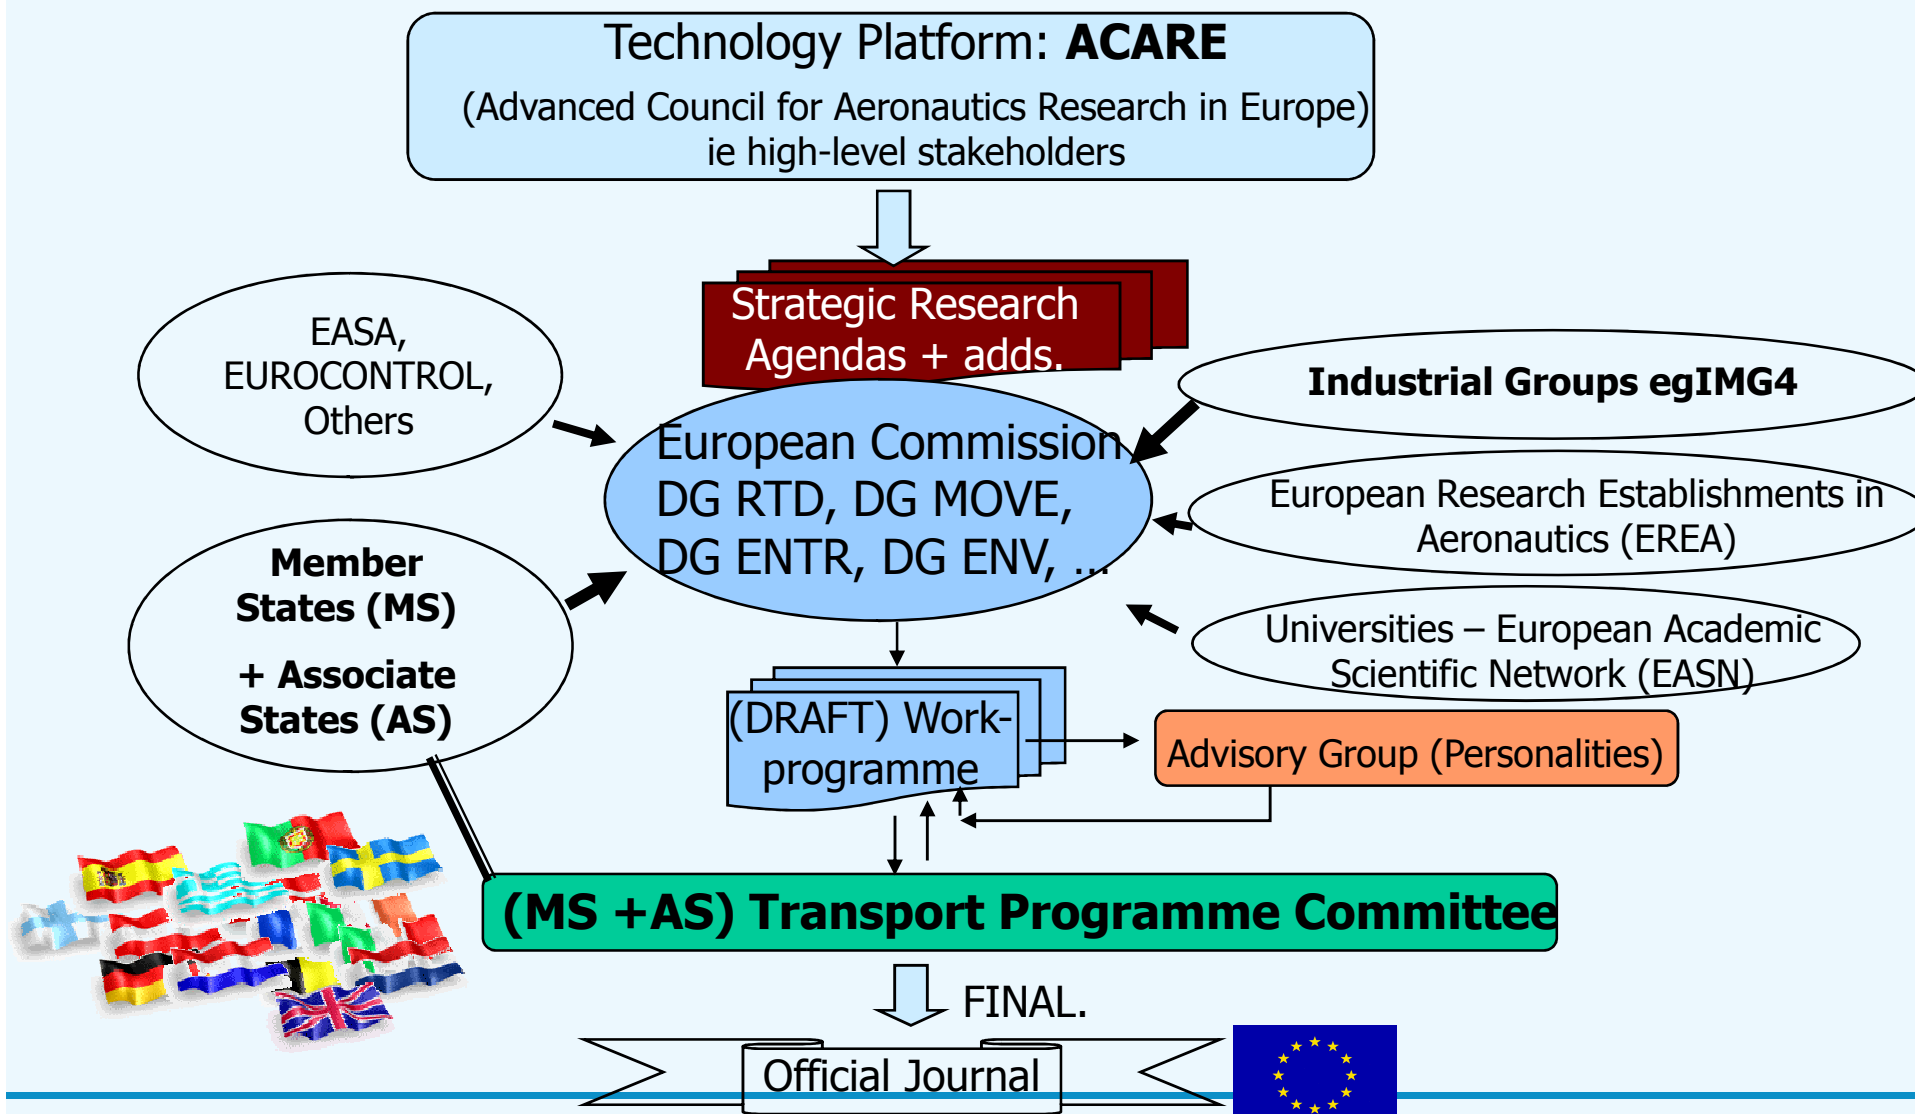 Technology Platform: ACARE
(Advanced Council for Aeronautics Research in Europe)
ie high-level stakeholders
Strategic Research
Agendas + adds.
EASA,
EUROCONTROL,
Others
Industrial Groups egIMG4
European Commission
DG RTD, DG MOVE,
DG ENTR, DG ENV, ...
European Research Establishments in
Aeronautics (EREA)
Member
States (MS)
+ Associate
States (AS)
Universities – European Academic
Scientific Network (EASN)
(DRAFT) Work-
programme
Advisory Group (Personalities)
(MS +AS) Transport Programme Committee
FINAL.
Official Journal